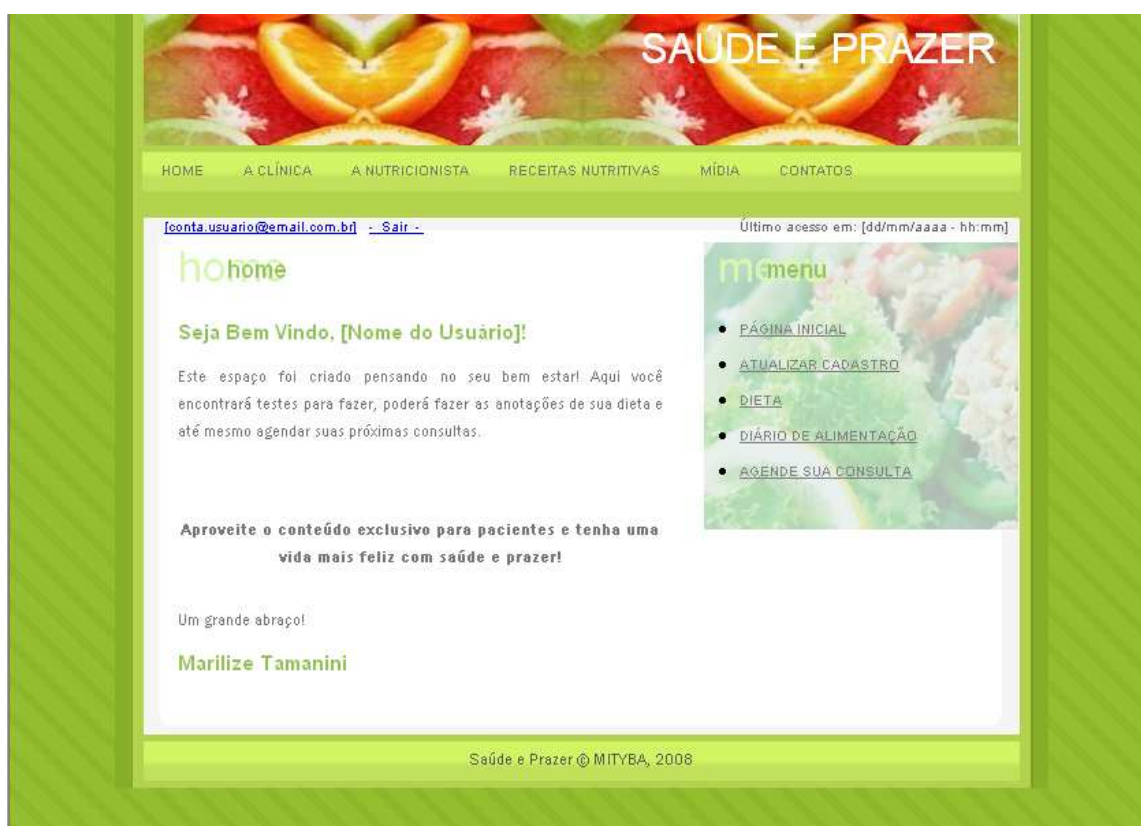 SAÚDE E PRAZER
HOME A CLÍNICA A NUTRICIONISTA RECEITAS NUTRITIVAS MÍDIA CONTATOS
[conta.usuario@email.com.br] - Sair - Último acesso em: [dd/mm/aaaa - hh:mm]
home
Seja Bem Vindo, [Nome do Usuário]!
Este espaço foi criado pensando no seu bem estar! Aqui você
encontrará testes para fazer, poderá fazer as anotações de sua dieta e
até mesmo agendar suas próximas consultas.
Aproveite o conteúdo exclusivo para pacientes e tenha uma
vida mais feliz com saúde e prazer!
Um grande abraço!
Marilize Tamanini
menu
PÁGINA INICIAL
ATUALIZAR CADASTRO
DIETA
DIÁRIO DE ALIMENTAÇÃO
AGENDE SUA CONSULTA
Saúde e Prazer © MITYBA, 2008